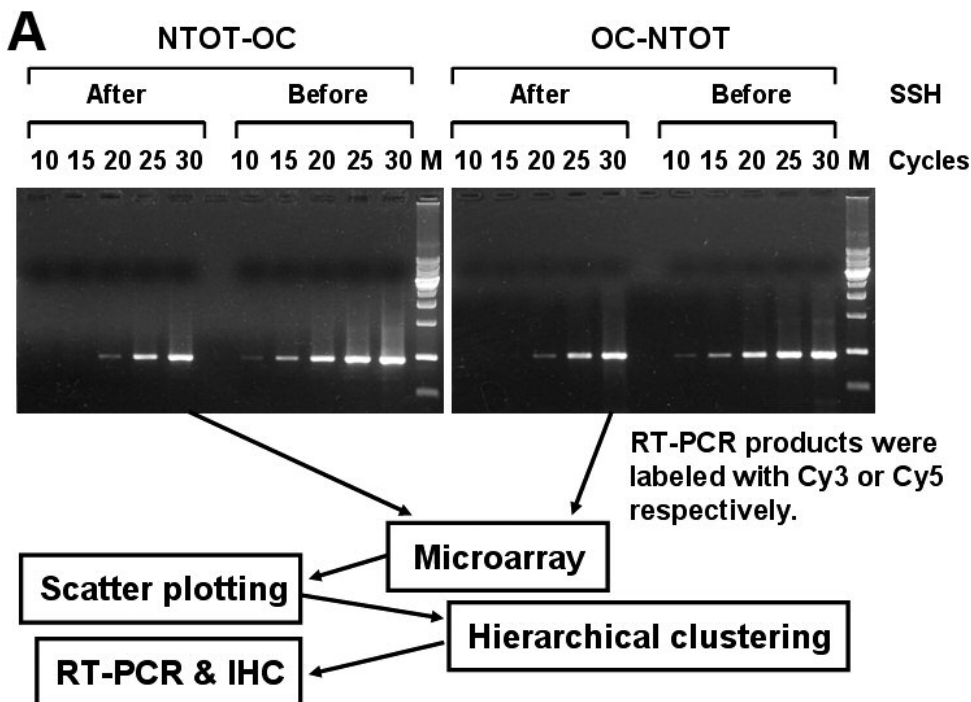 A
NTOT-OC OC-NTOT
After Before After Before SSH
10 15 20 25 30 10 15 20 25 30 M 10 15 20 25 30 10 15 20 25 30 M Cycles
RT-PCR products were
labeled with Cy3 or Cy5
respectively.
Microarray
Scatter plotting
Hierarchical clustering
RT-PCR & IHC